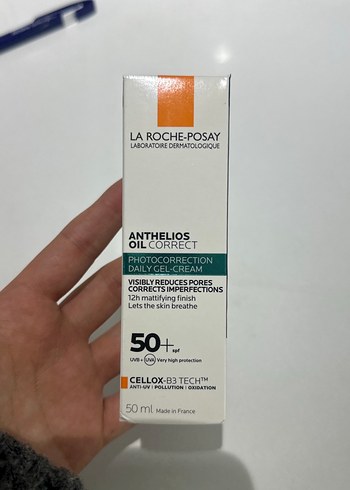 LA ROCHE-POSAY
LABORATOIRE DERMATOLOGIQUE
ANTHELIOS
OIL CORRECT
PHOTOCORRECTION
DAILY GEL-CREAM
VISIBLY REDUCES PORES
CORRECTS IMPERFECTIONS
12h mattifying finish
Lets the skin breathe
50+ spf
UVB + UVA Very high protection
CELLOX-B3 TECH™
ANTI-UV | POLLUTION | OXIDATION
50 ml Made in France